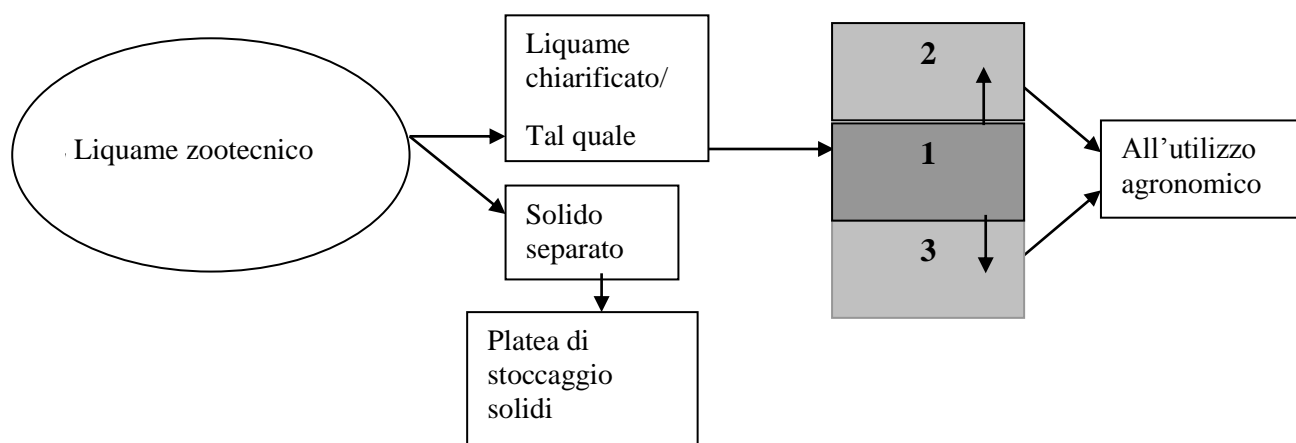 Liquame zootecnico
Liquame
chiarificato/
Tal quale
Solido
separato
Platea di
stoccaggio
solidi
2
1
3
All’utilizzo
agronomico